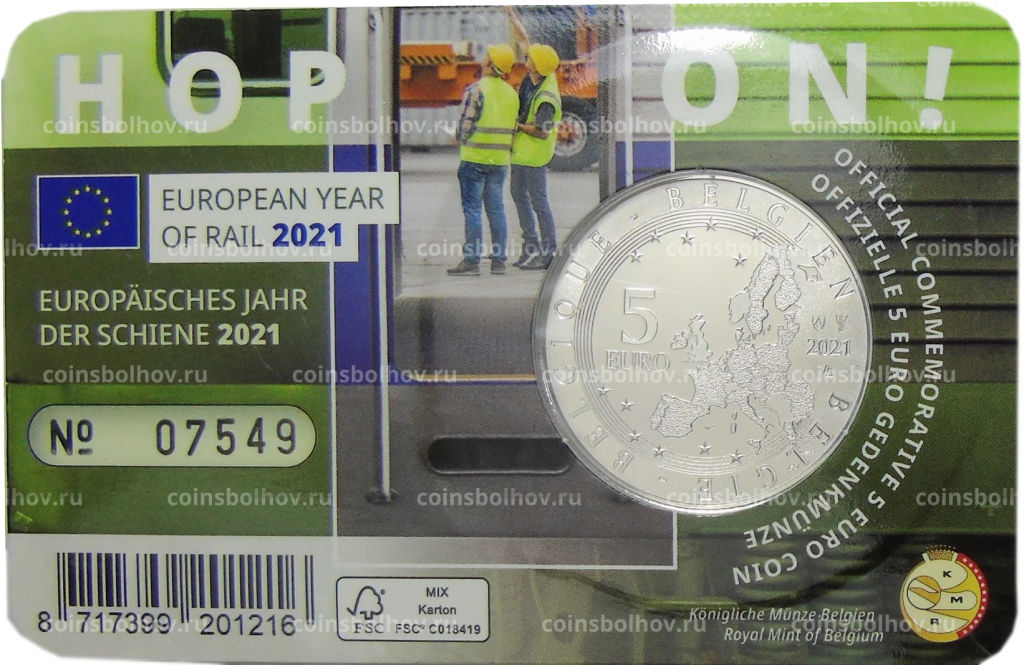 HOP ON!
EUROPEAN YEAR
OF RAIL 2021
EUROPÄISCHES JAHR
DER SCHIENE 2021
Nº 07549
8 717399 201216
FSC
MIX
Karton
FSC® C018419
BELGIQUE - BELGIEN - BELGIE -
5
EURO
2021
OFFICIAL COMMEMORATIVE 5 EURO COIN
OFFIZIELLE 5 EURO GEDENKMÜNZE
Königliche Münze Belgien
Royal Mint of Belgium
K
M
B
coinsbolhov.ru